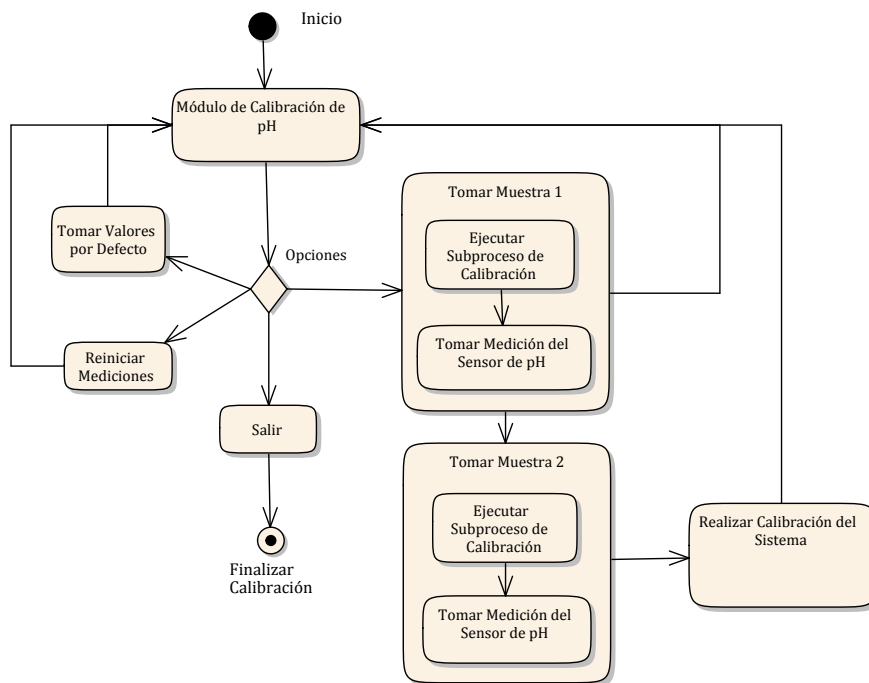 Inicio
Módulo de Calibración de
pH
Tomar Muestra 1
Tomar Valores
por Defecto
Ejecutar
Subproceso de
Calibración
Opciones
Tomar Medición del
Sensor de pH
Reiniciar
Mediciones
Salir
Tomar Muestra 2
Ejecutar
Subproceso de
Calibración
Realizar Calibración del
Sistema
Finalizar
Calibración
Tomar Medición del
Sensor de pH